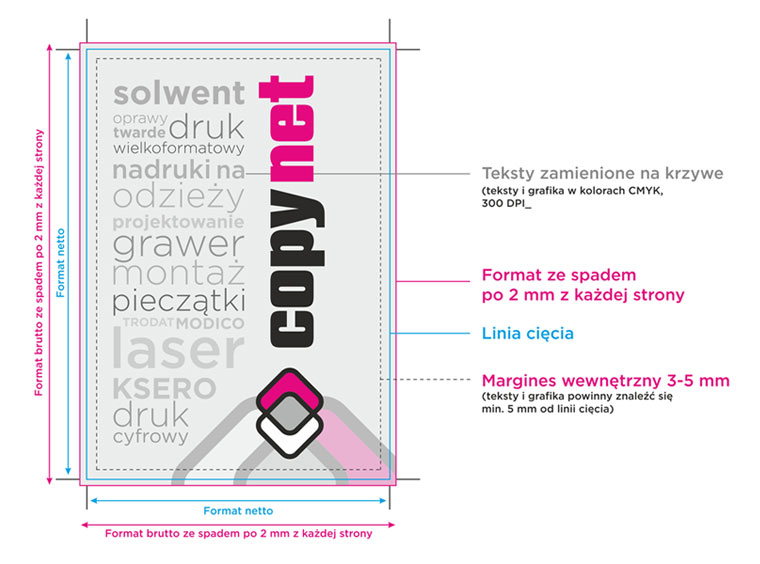 Format brutto ze spadem po 2 mm z każdej strony
Format netto
solwent
oprawy
twarde druk
wielkoformatowy
nadruki na
odzieży
projektowanie
grawer
montaż
pieczątki
TRODAT MODICO
laser
KSERO
druk
cyfrowy
copynet
Teksty zamienione na krzywe
(teksty i grafika w kolorach CMYK,
300 DPI_
Format ze spadem
po 2 mm z każdej strony
Linia cięcia
Margines wewnętrzny 3-5 mm
(teksty i grafika powinny znaleźć się
min. 5 mm od linii cięcia)
Format netto
Format brutto ze spadem po 2 mm z każdej strony